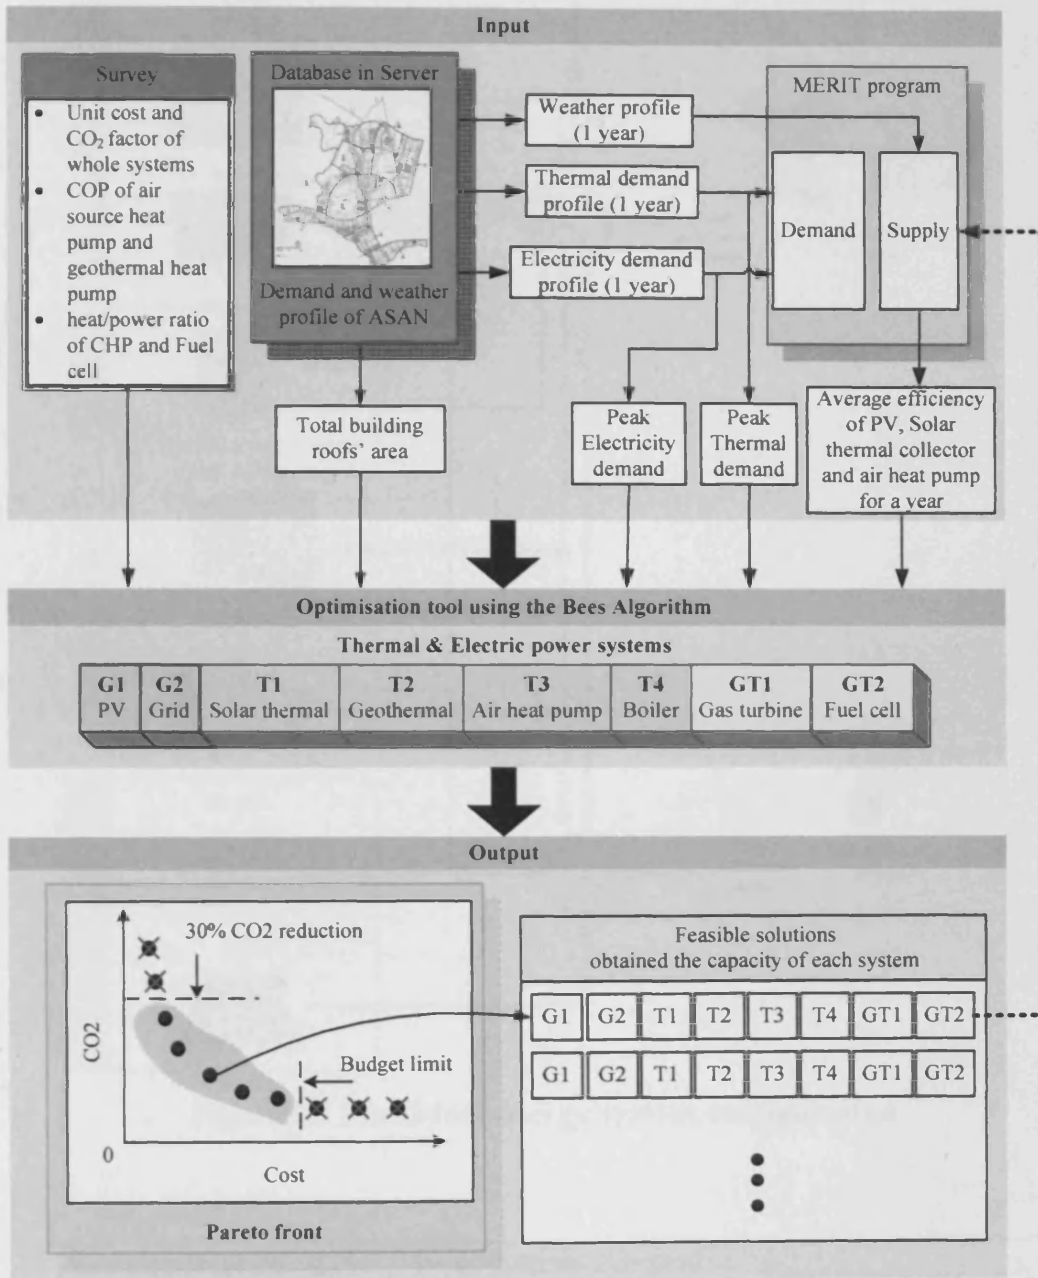 Input
Survey
• Unit cost and
CO₂ factor of
whole systems
• COP of air
source heat
pump and
geothermal heat
pump
• heat/power ratio
of CHP and Fuel
cell
Database in Server
Demand and weather
profile of ASAN
Weather profile
(1 year)
Thermal demand
profile (1 year)
Electricity demand
profile (1 year)
MERIT program
Demand
Supply
Total building
roofs' area
Peak
Electricity
demand
Peak
Thermal
demand
Average efficiency
of PV, Solar
thermal collector
and air heat pump
for a year
Optimisation tool using the Bees Algorithm
Thermal & Electric power systems
G1
PV
G2
Grid
T1
Solar thermal
T2
Geothermal
T3
Air heat pump
T4
Boiler
GT1
Gas turbine
GT2
Fuel cell
Output
30% CO2 reduction
CO2
Budget limit
0
Cost
Pareto front
Feasible solutions
obtained the capacity of each system
G1 G2 T1 T2 T3 T4 GT1 GT2
G1 G2 T1 T2 T3 T4 GT1 GT2